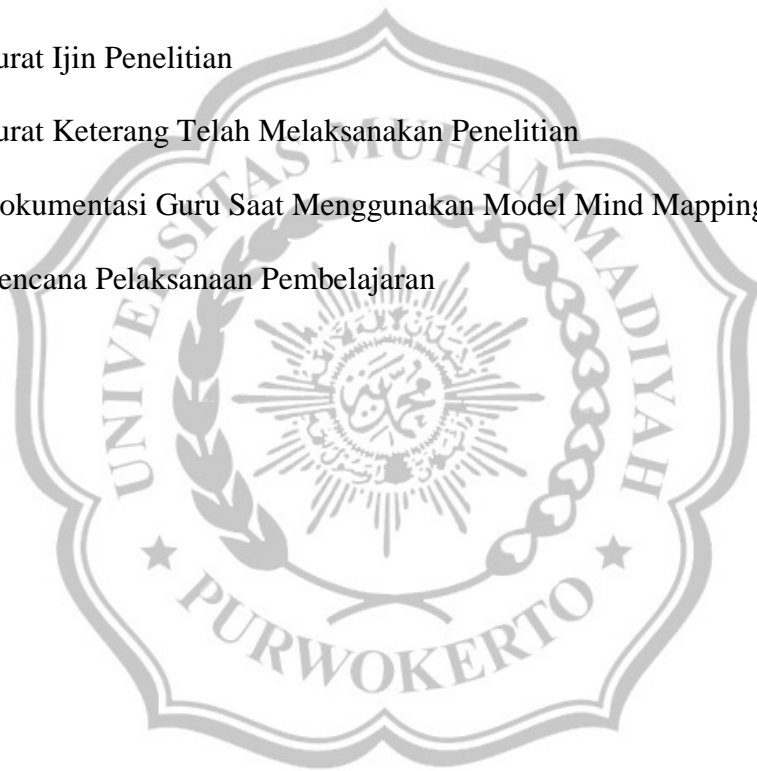 urat Ijin Penelitian
urat Keterang Telah Melaksanakan Penelitian
okumentasi Guru Saat Menggunakan Model Mind Mapping
encana Pelaksanaan Pembelajaran
UNIVERSITAS MUHAMMADIYAH
PURWOKERTO